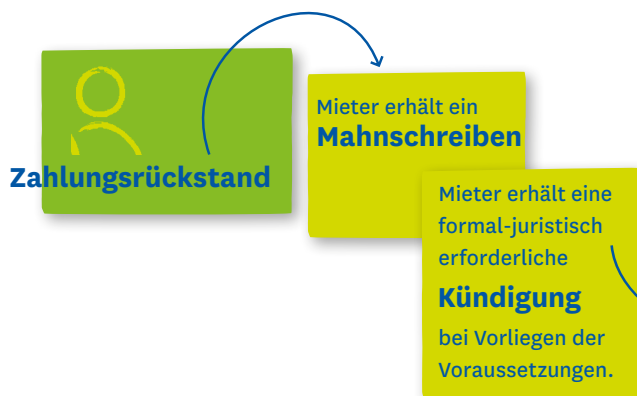 Zahlungsrückstand
Mieter erhält ein
Mahnschreiben
Mieter erhält eine
formal-juristisch
erforderliche
Kündigung
bei Vorliegen der
Voraussetzungen.